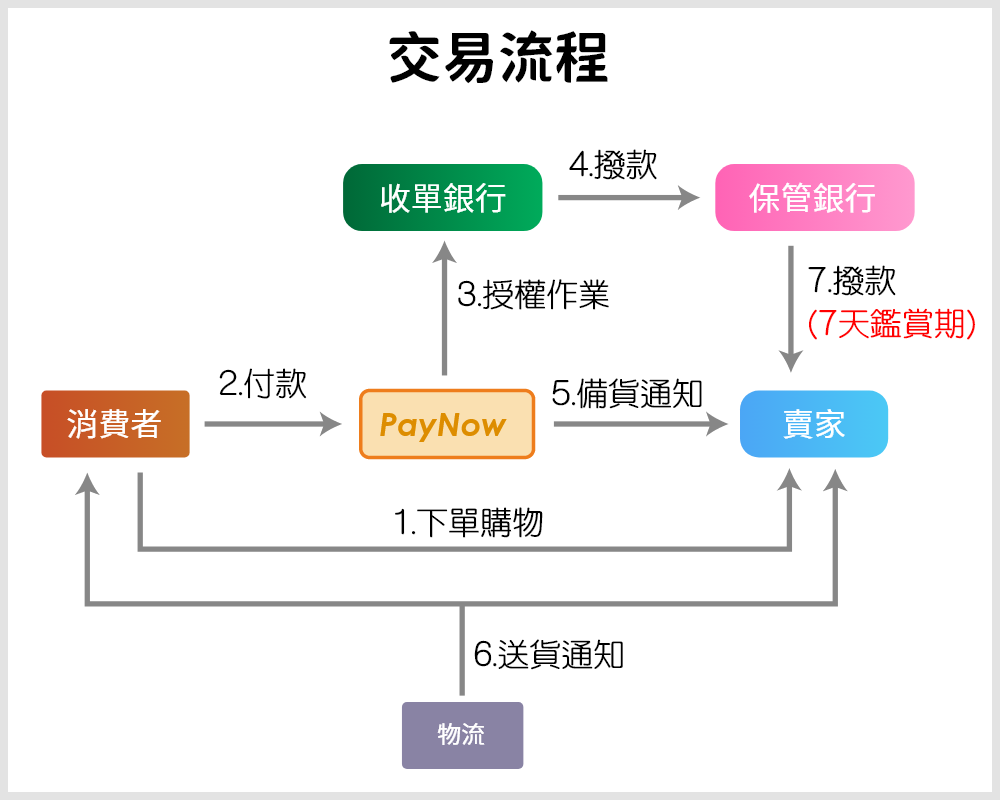 交易流程
4.撥款
收單銀行
保管銀行
3.授權作業
7.撥款
(7天鑑賞期)
2.付款
5.備貨通知
消費者
PayNow
賣家
1.下單購物
6.送貨通知
物流